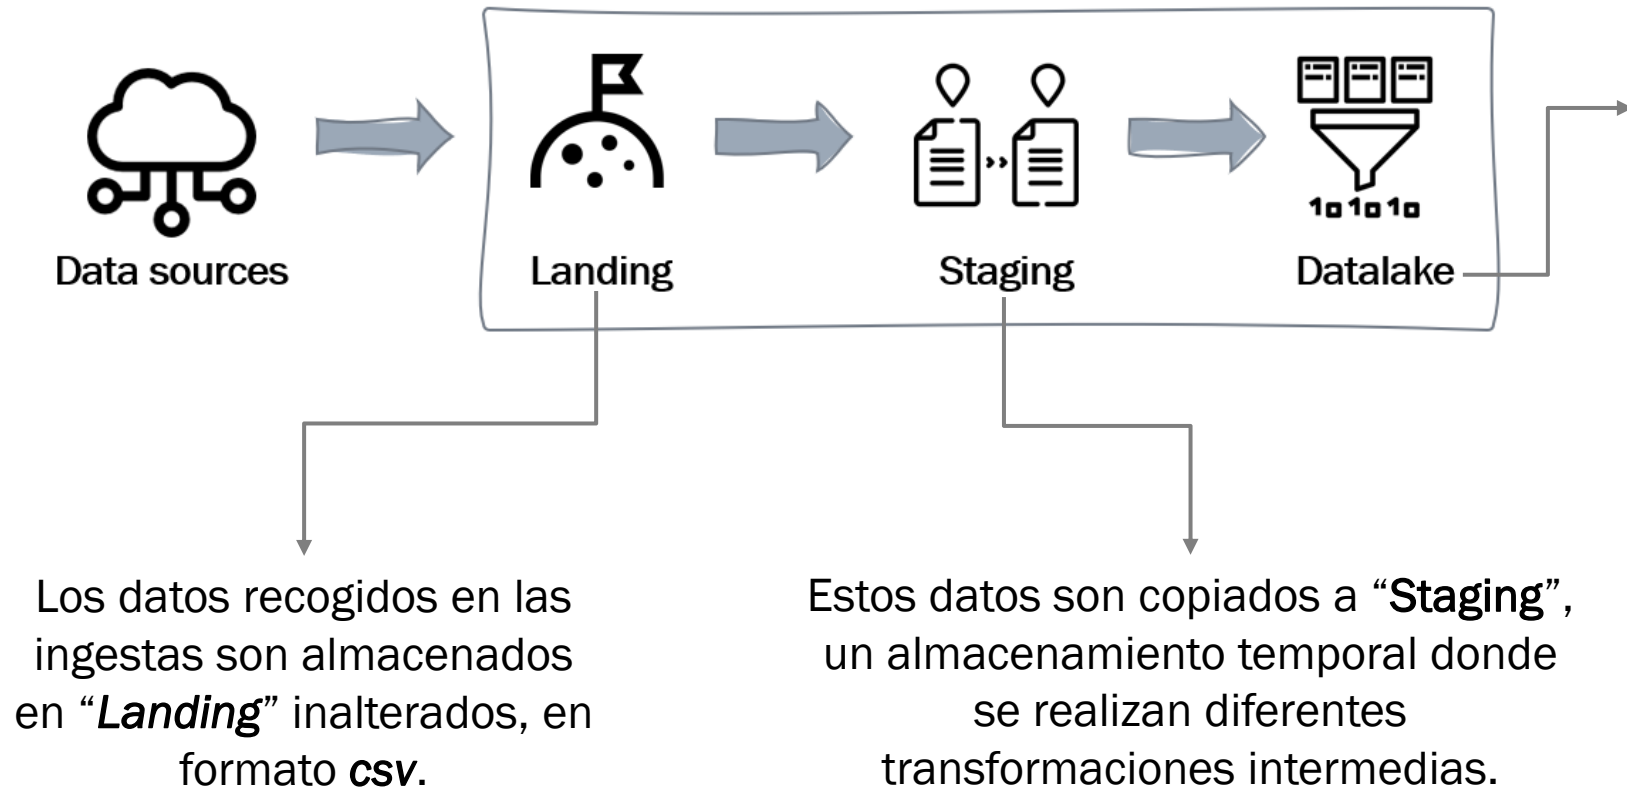 Data sources
Landing
Staging
Datalake
Los datos recogidos en las
ingestas son almacenados
en “Landing” inalterados, en
formato csv.
Estos datos son copiados a “Staging”,
un almacenamiento temporal donde
se realizan diferentes
transformaciones intermedias.